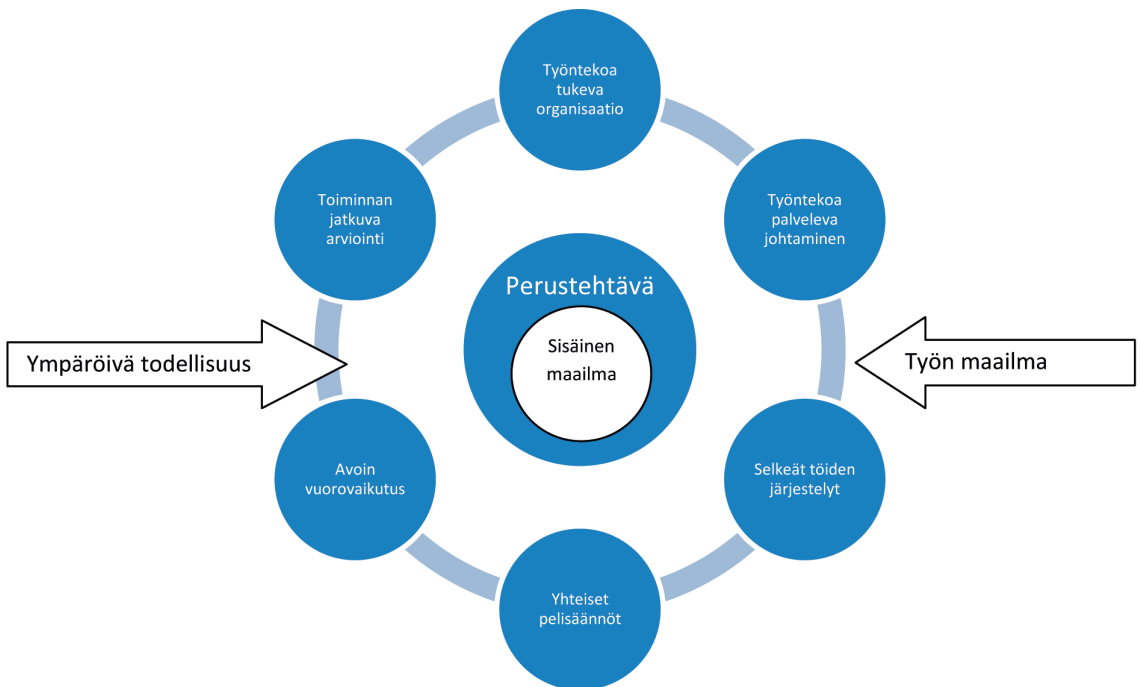 Työntekoa
tukeva
organisaatio
Toiminnan
jatkuva
arviointi
Työntekoa
palveleva
johtaminen
Perustehtävä
Sisäinen
maailma
Ympäröivä todellisuus
Työn maailma
Avoin
vuorovaikutus
Selkeät töiden
järjestelyt
Yhteiset
pelisäännöt